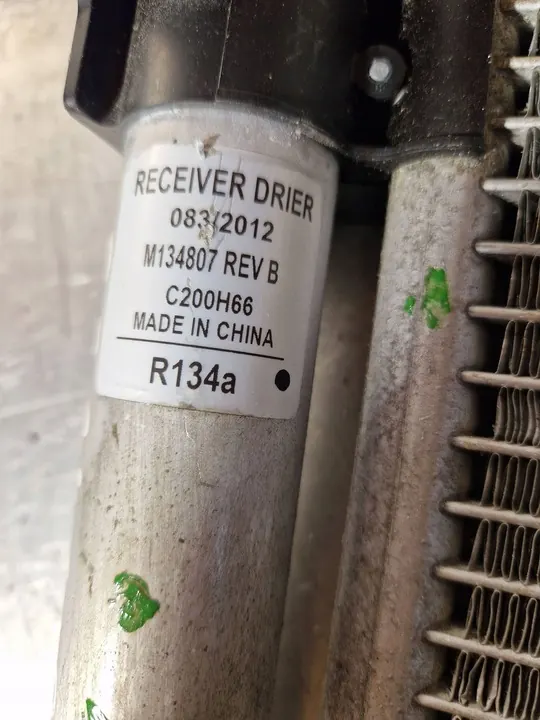 RECEIVER DRIER
083/2012
M134807 REV B
C200H66
MADE IN CHINA
R134a